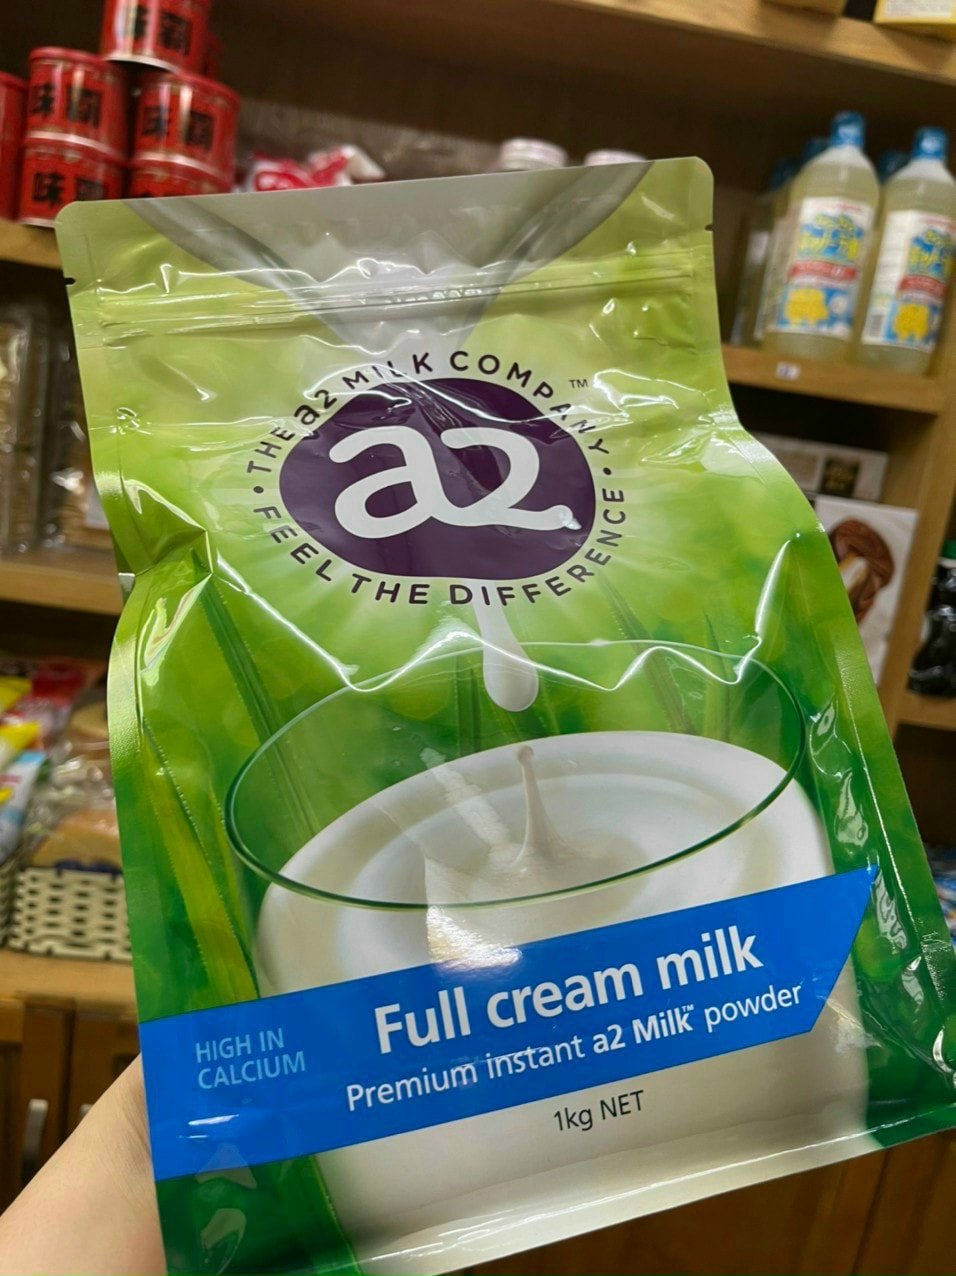 味覇
味覇
味覇
THE a2 MILK COMPANY™
a2
FEEL THE DIFFERENCE
HIGH IN
CALCIUM
Full cream milk
Premium instant a2 Milk™ powder
1kg NET